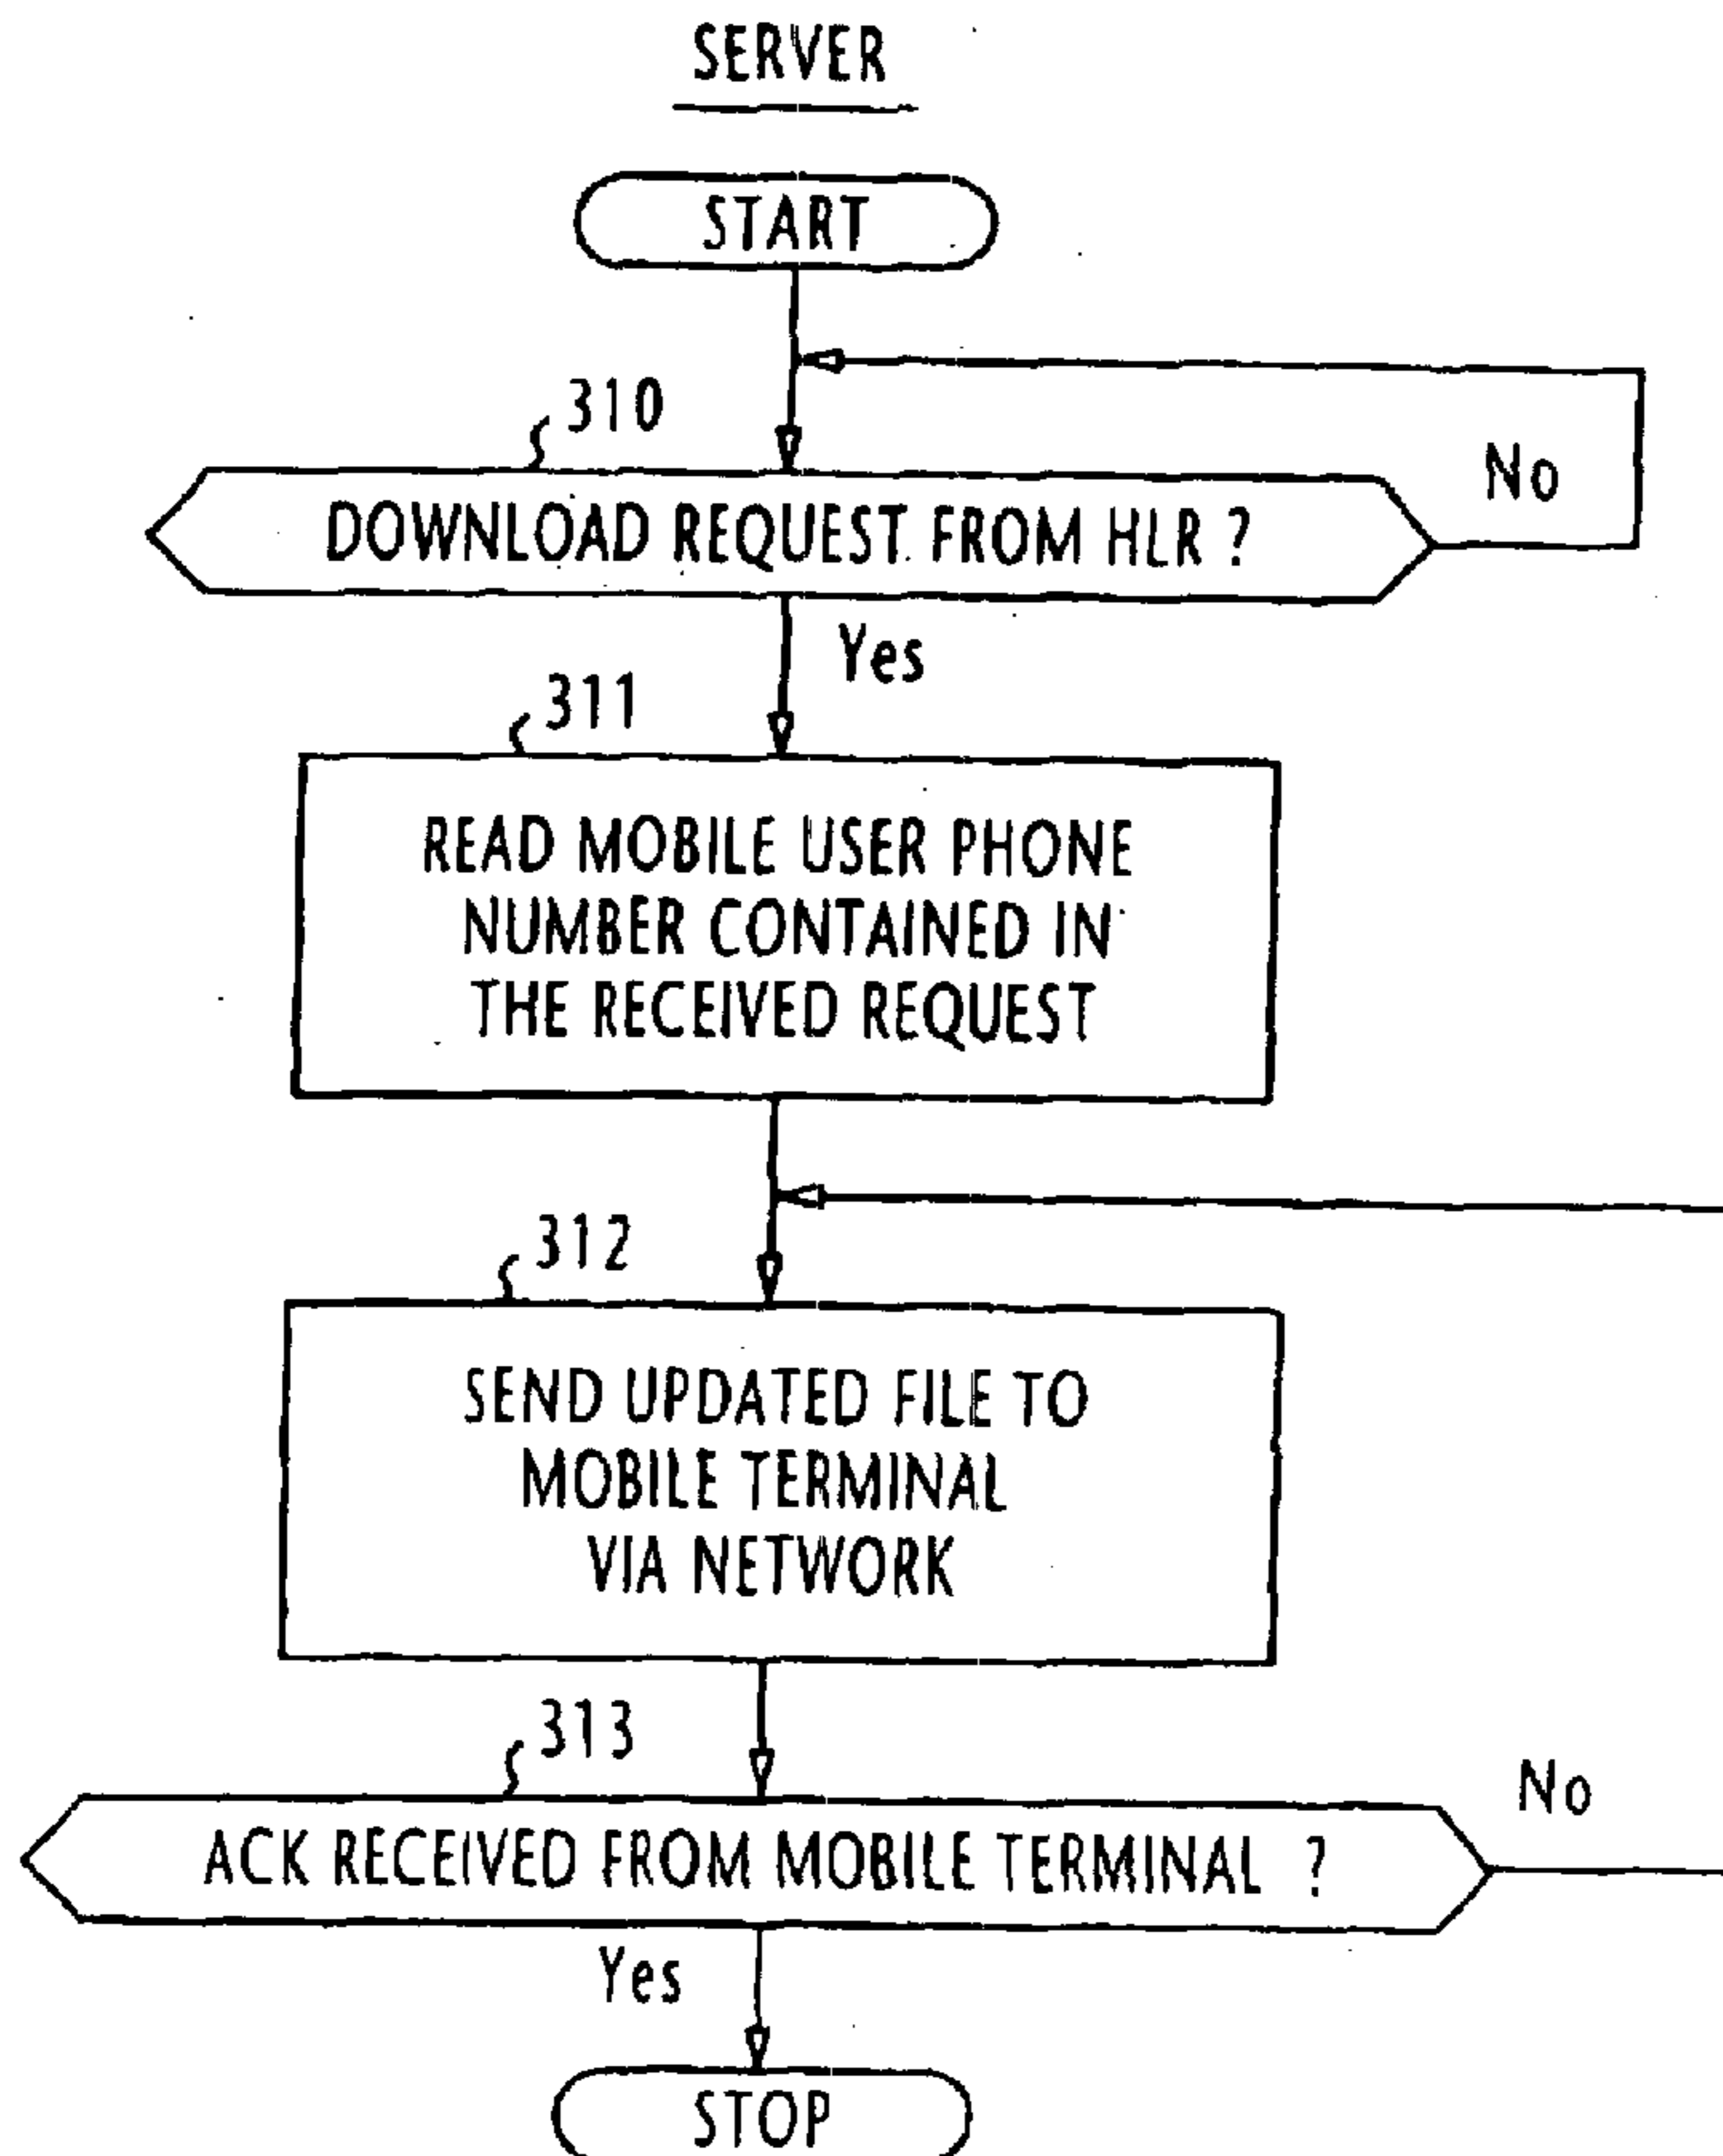 SERVER
START
310
No
DOWNLOAD REQUEST FROM HLR ?
Yes
311
READ MOBILE USER PHONE
NUMBER CONTAINED IN
THE RECEIVED REQUEST
312
SEND UPDATED FILE TO
MOBILE TERMINAL
VIA NETWORK
313
No
ACK RECEIVED FROM MOBILE TERMINAL ?
Yes
STOP